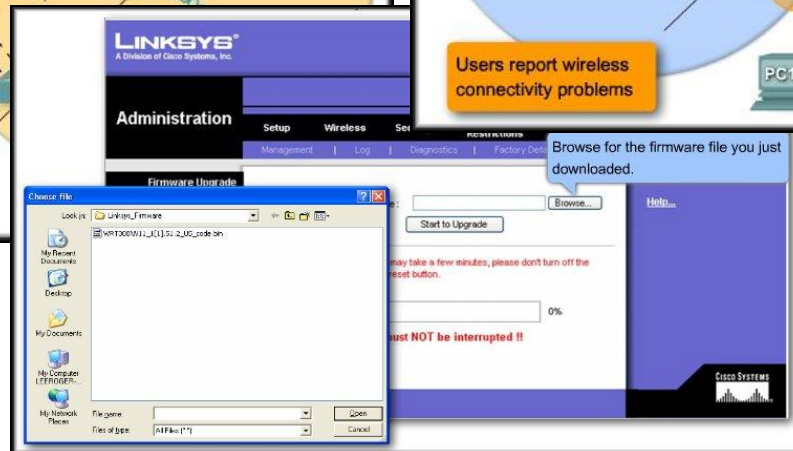 LINKSYS®
A Division of Cisco Systems, Inc.
Users report wireless
connectivity problems
PC1
Administration
Setup Wireless
Restrictions
Management | Log | Diagnostics | Factory
Browse for the firmware file you just
downloaded.
Firmware Upgrade
Browse...
Help...
Start to Upgrade
may take a few minutes, please don't turn off the
reset button.
0%
must NOT be interrupted !!
CISCO SYSTEMS
Choose file
Look in: Linksys_Firmware
My Recent
Documents
Desktop
My Documents
My Computer
My Network
Places
File name:
Open
Files of type: All Files (*.*)
Cancel